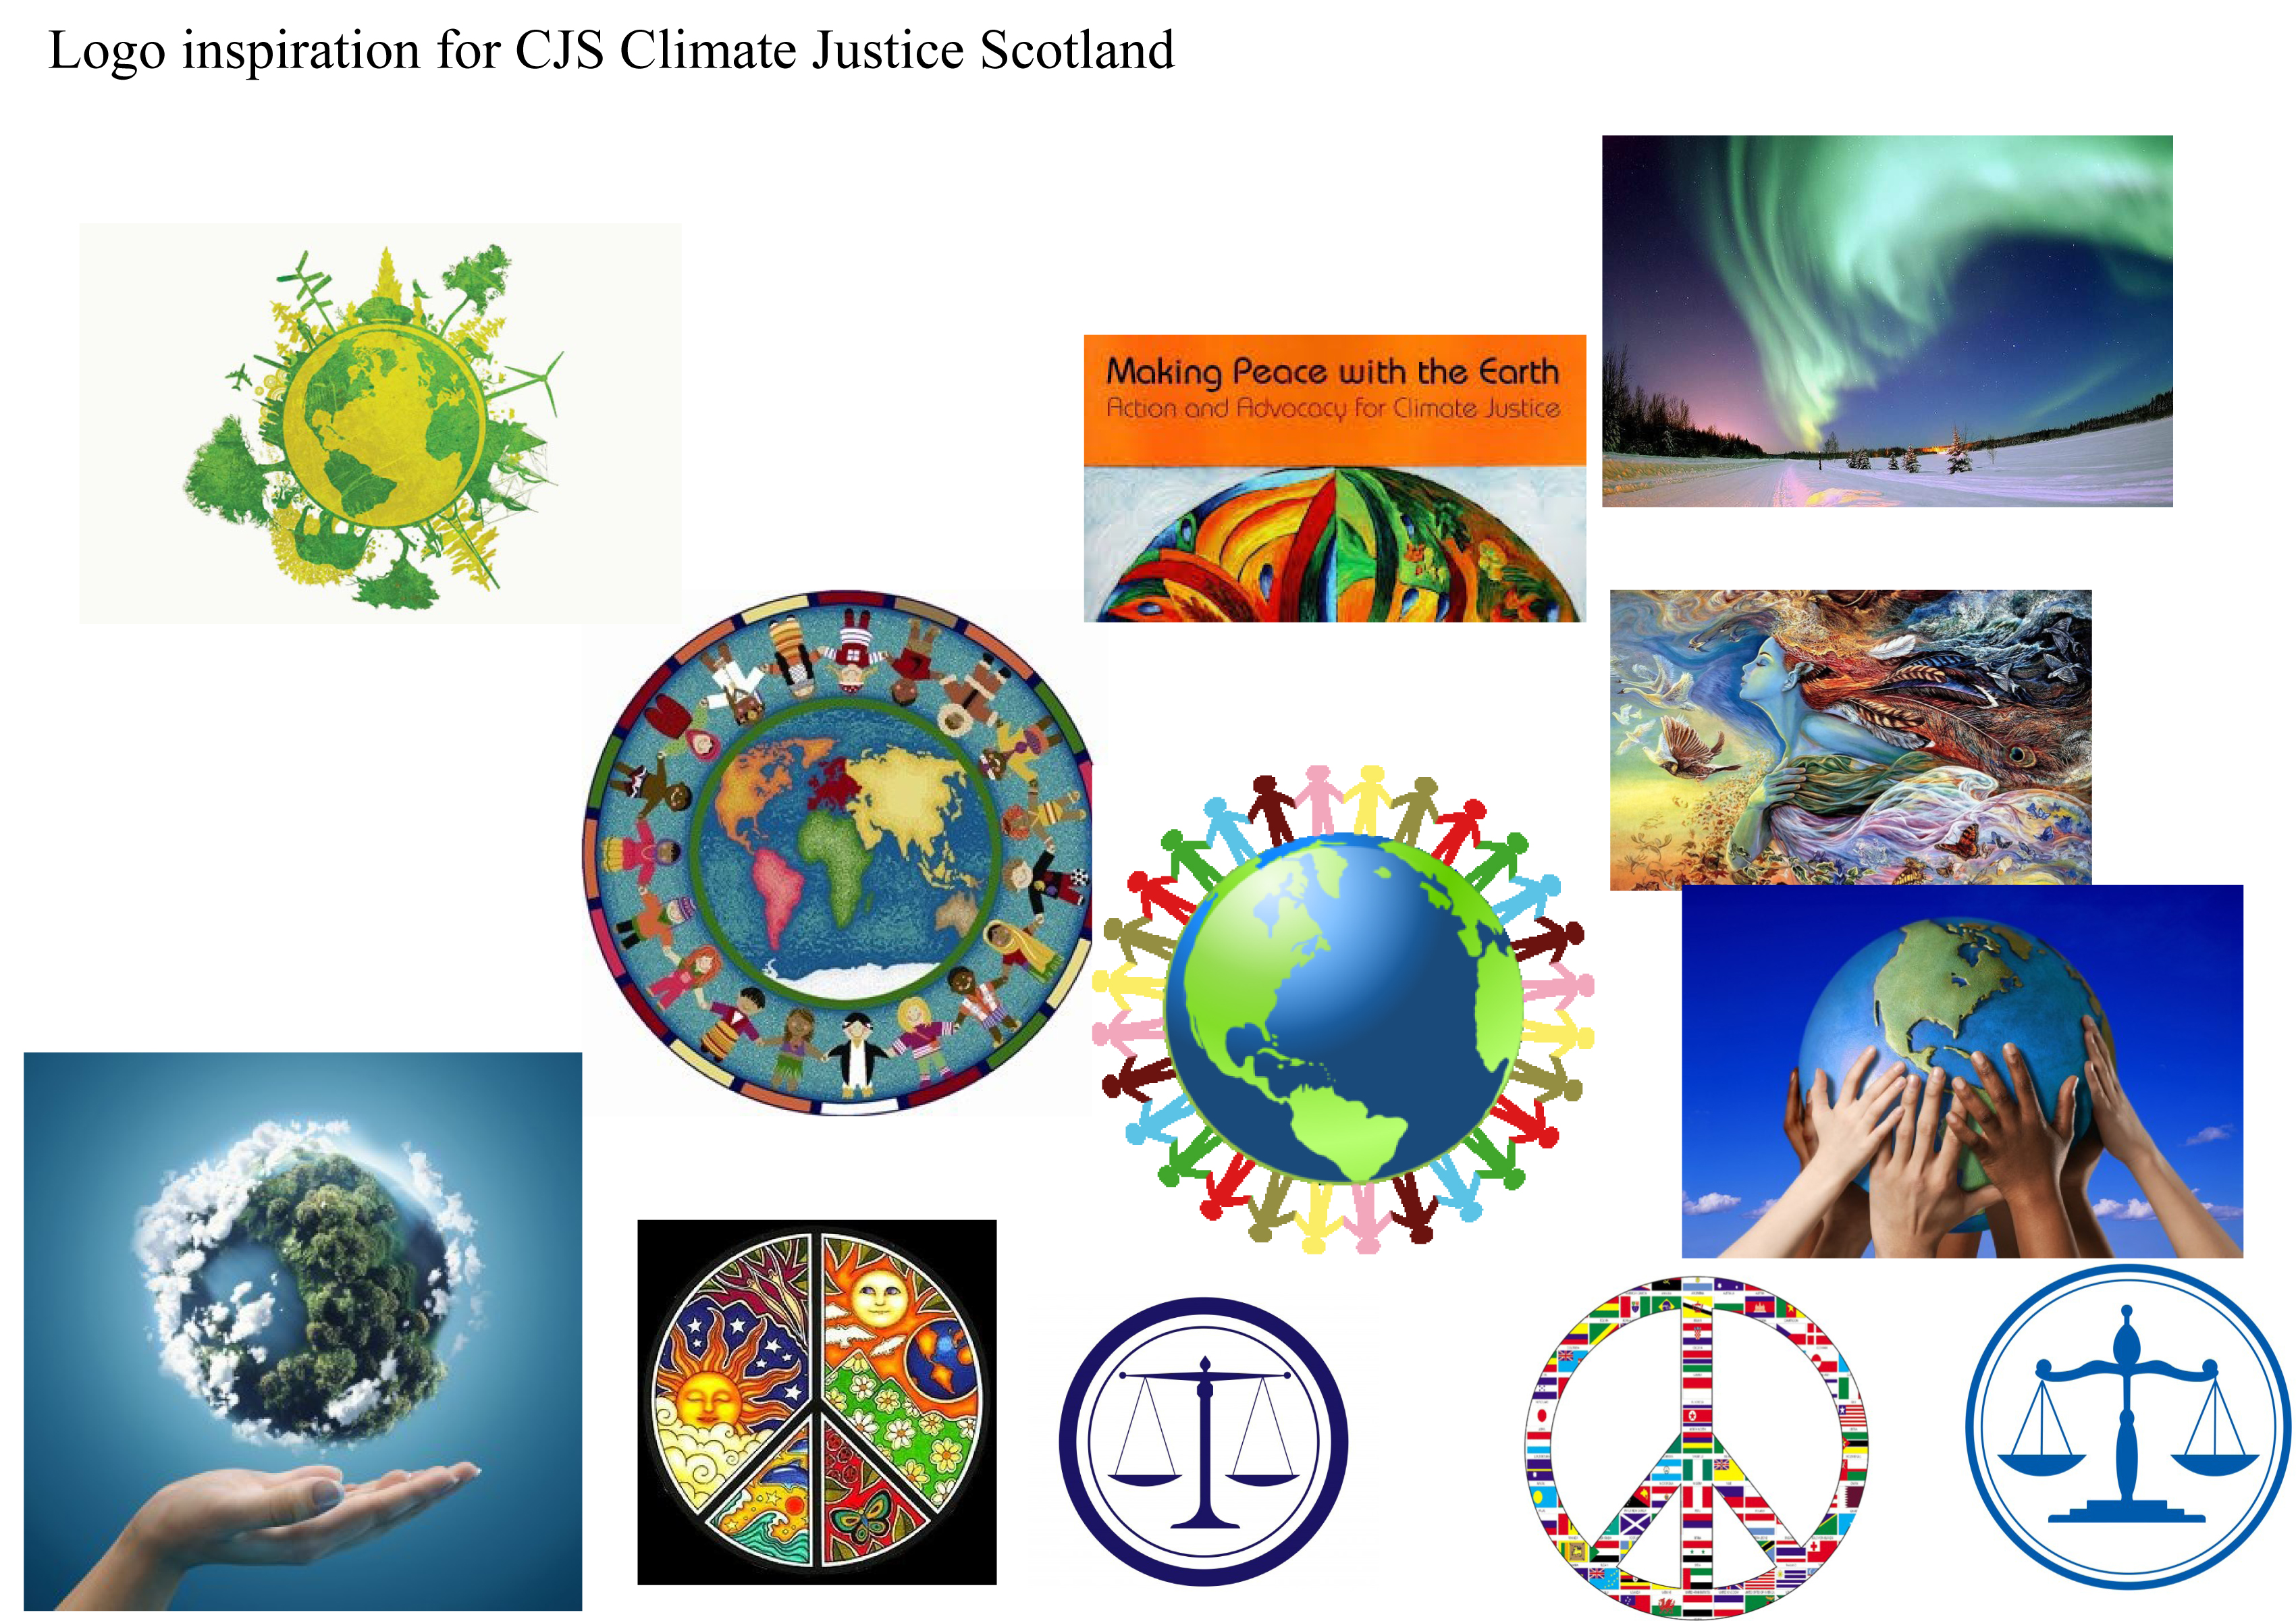 Logo inspiration for CJS Climate Justice Scotland
Making Peace with the Earth
Action and Advocacy for Climate Justice